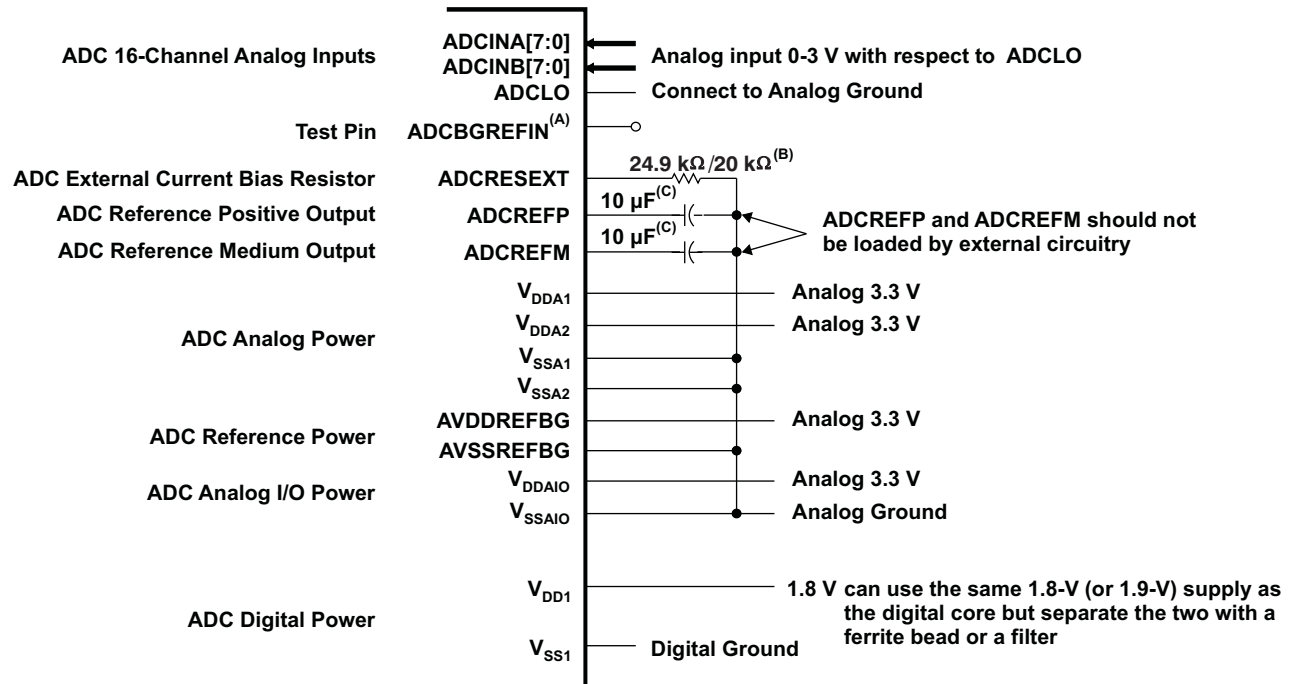 ADC 16-Channel Analog Inputs
ADCINA[7:0]
ADCINB[7:0]
Analog input 0-3 V with respect to ADCLO
ADCLO
Connect to Analog Ground
Test Pin
ADCBGREFIN(A)
24.9 kΩ/20 kΩ(B)
ADC External Current Bias Resistor
ADCRESEXT
10 µF(C)
ADC Reference Positive Output
ADCREFP
10 µF(C)
ADC Reference Medium Output
ADCREFM
ADCREFP and ADCREFM should not
be loaded by external circuitry
VDDA1
Analog 3.3 V
VDDA2
Analog 3.3 V
ADC Analog Power
VSSA1
VSSA2
AVDDREFBG
Analog 3.3 V
ADC Reference Power
AVSSREFBG
VDDAIO
Analog 3.3 V
ADC Analog I/O Power
VSSAIO
Analog Ground
VDD1
1.8 V can use the same 1.8-V (or 1.9-V) supply as
the digital core but separate the two with a
ferrite bead or a filter
ADC Digital Power
VSS1
Digital Ground